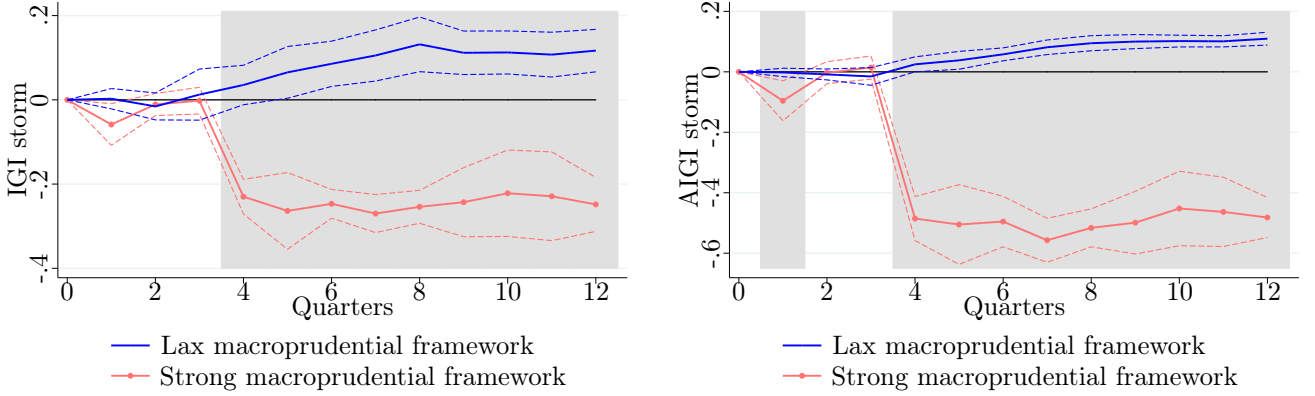 IGI storm
.2
0
-.2
-.4
0 2 4 6 8 10 12
Quarters
Lax macroprudential framework
Strong macroprudential framework
AIGI storm
.2
0
-.2
-.4
-.6
0 2 4 6 8 10 12
Quarters
Lax macroprudential framework
Strong macroprudential framework